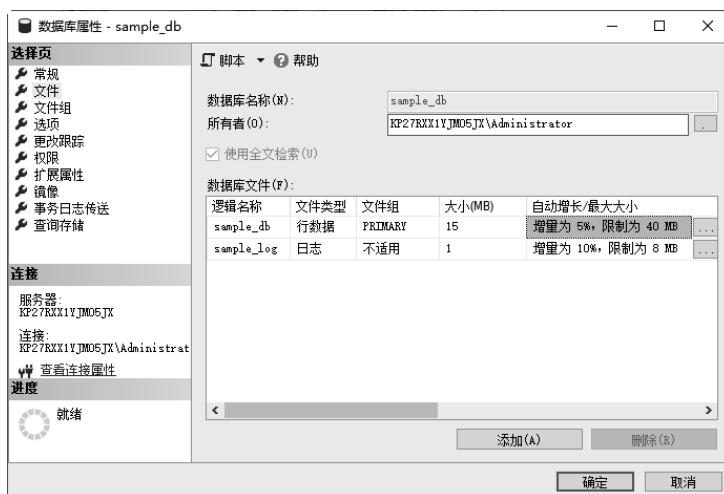 数据库属性 - sample_db
选择页
常规
文件
文件组
选项
更改跟踪
权限
扩展属性
镜像
事务日志传送
查询存储
连接
服务器:
KP27RXX1YJMO5JX
连接:
KP27RXX1YJMO5JX\Administrat
查看连接属性
进度
就绪
脚本 帮助
数据库名称(N): sample_db
所有者(O): KP27RXX1YJMO5JX\Administrator
使用全文检索(U)
数据库文件(F):
逻辑名称 文件类型 文件组 大小(MB) 自动增长/最大大小
sample_db 行数据 PRIMARY 15 增量为 5%, 限制为 40 MB ...
sample_log 日志 不适用 1 增量为 10%, 限制为 8 MB ...
添加(A) 删除(R)
确定 取消